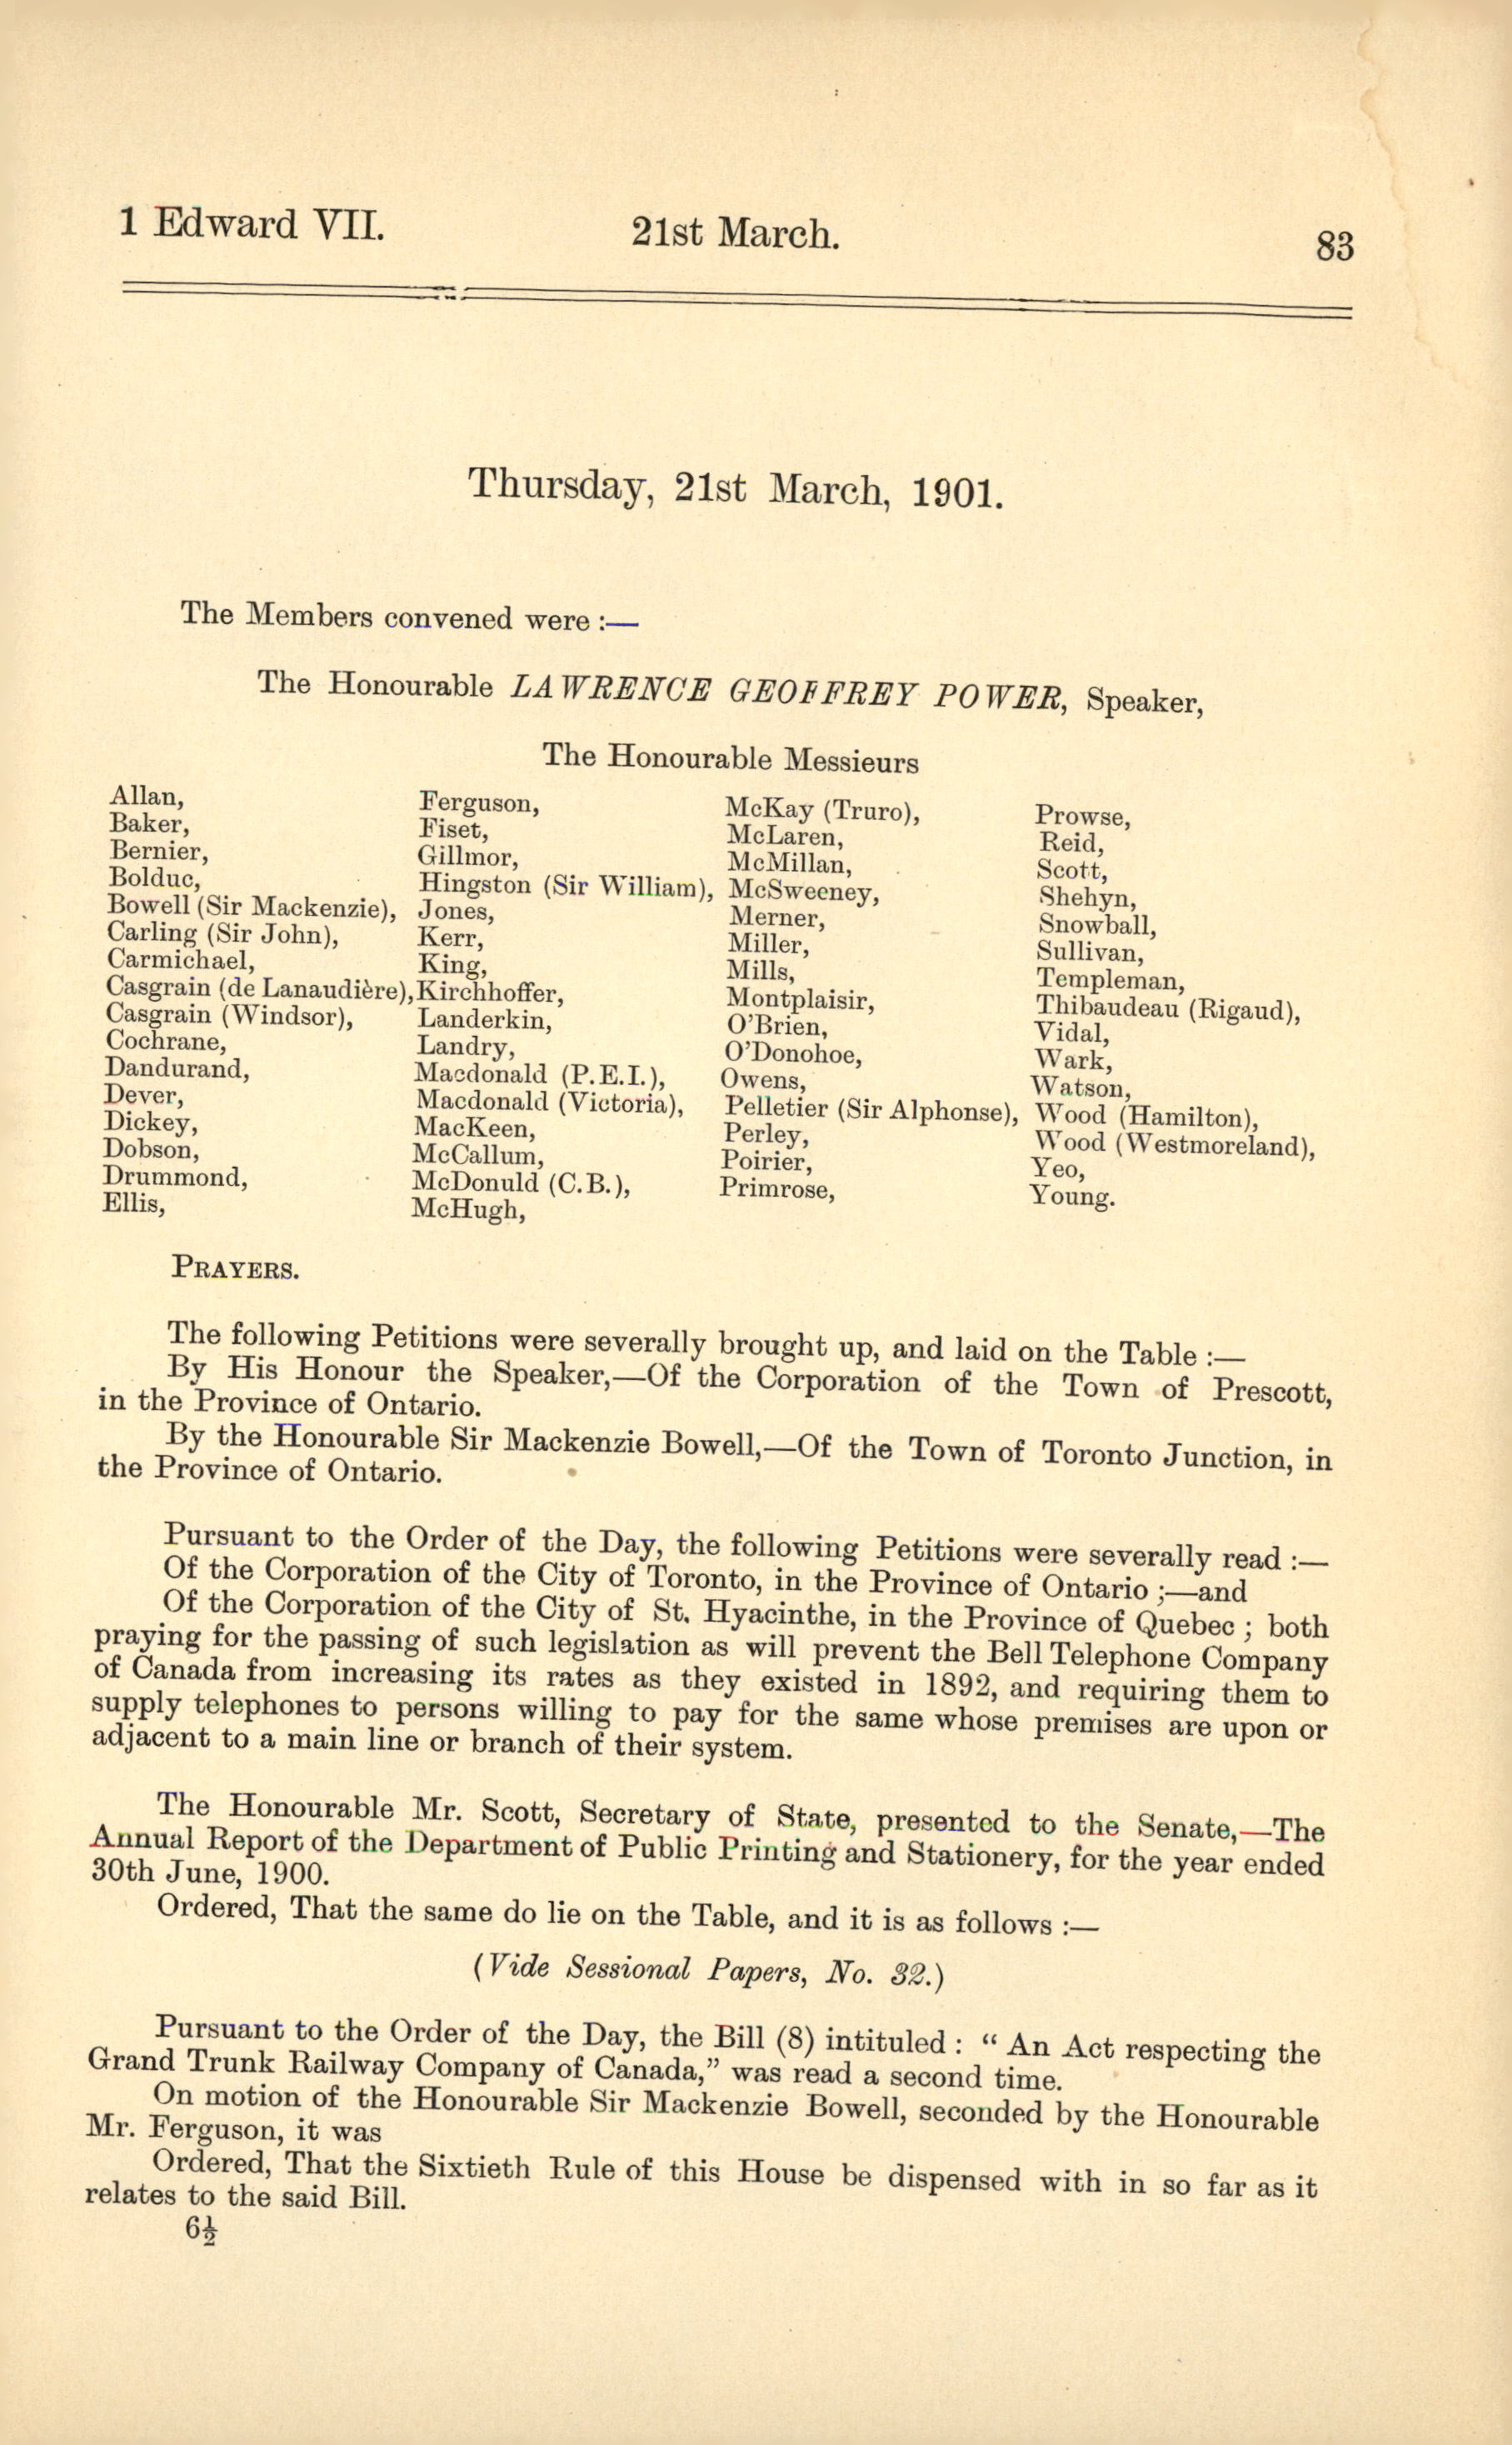 1 Edward VII.
21st March.
83
Thursday, 21st March, 1901.
The Members convened were :—
The Honourable LAWRENCE GEOFFREY POWER, Speaker,
The Honourable Messieurs
Allan,
Baker,
Bernier,
Bolduc,
Bowell (Sir Mackenzie),
Carling (Sir John),
Carmichael,
Casgrain (de Lanaudière),
Casgrain (Windsor),
Cochrane,
Dandurand,
Dever,
Dickey,
Dobson,
Drummond,
Ellis,
Ferguson,
Fiset,
Gillmor,
Hingston (Sir William),
Jones,
Kerr,
King,
Kirchhoffer,
Landerkin,
Landry,
Macdonald (P.E.I.),
Macdonald (Victoria),
MacKeen,
McCallum,
McDonuld (C.B.),
McHugh,
McKay (Truro),
McLaren,
McMillan,
McSweeney,
Merner,
Miller,
Mills,
Montplaisir,
O'Brien,
O'Donohoe,
Owens,
Pelletier (Sir Alphonse),
Perley,
Poirier,
Primrose,
Prowse,
Reid,
Scott,
Shehyn,
Snowball,
Sullivan,
Templeman,
Thibaudeau (Rigaud),
Vidal,
Wark,
Watson,
Wood (Hamilton),
Wood (Westmoreland),
Yeo,
Young.
PRAYERS.
The following Petitions were severally brought up, and laid on the Table :—
By His Honour the Speaker,—Of the Corporation of the Town of Prescott,
in the Province of Ontario.
By the Honourable Sir Mackenzie Bowell,—Of the Town of Toronto Junction, in
the Province of Ontario.
Pursuant to the Order of the Day, the following Petitions were severally read :—
Of the Corporation of the City of Toronto, in the Province of Ontario ;—and
Of the Corporation of the City of St. Hyacinthe, in the Province of Quebec ; both
praying for the passing of such legislation as will prevent the Bell Telephone Company
of Canada from increasing its rates as they existed in 1892, and requiring them to
supply telephones to persons willing to pay for the same whose premises are upon or
adjacent to a main line or branch of their system.
The Honourable Mr. Scott, Secretary of State, presented to the Senate,—The
Annual Report of the Department of Public Printing and Stationery, for the year ended
30th June, 1900.
Ordered, That the same do lie on the Table, and it is as follows :—
(Vide Sessional Papers, No. 32.)
Pursuant to the Order of the Day, the Bill (8) intituled : “ An Act respecting the
Grand Trunk Railway Company of Canada,” was read a second time.
On motion of the Honourable Sir Mackenzie Bowell, seconded by the Honourable
Mr. Ferguson, it was
Ordered, That the Sixtieth Rule of this House be dispensed with in so far as it
relates to the said Bill.
6½